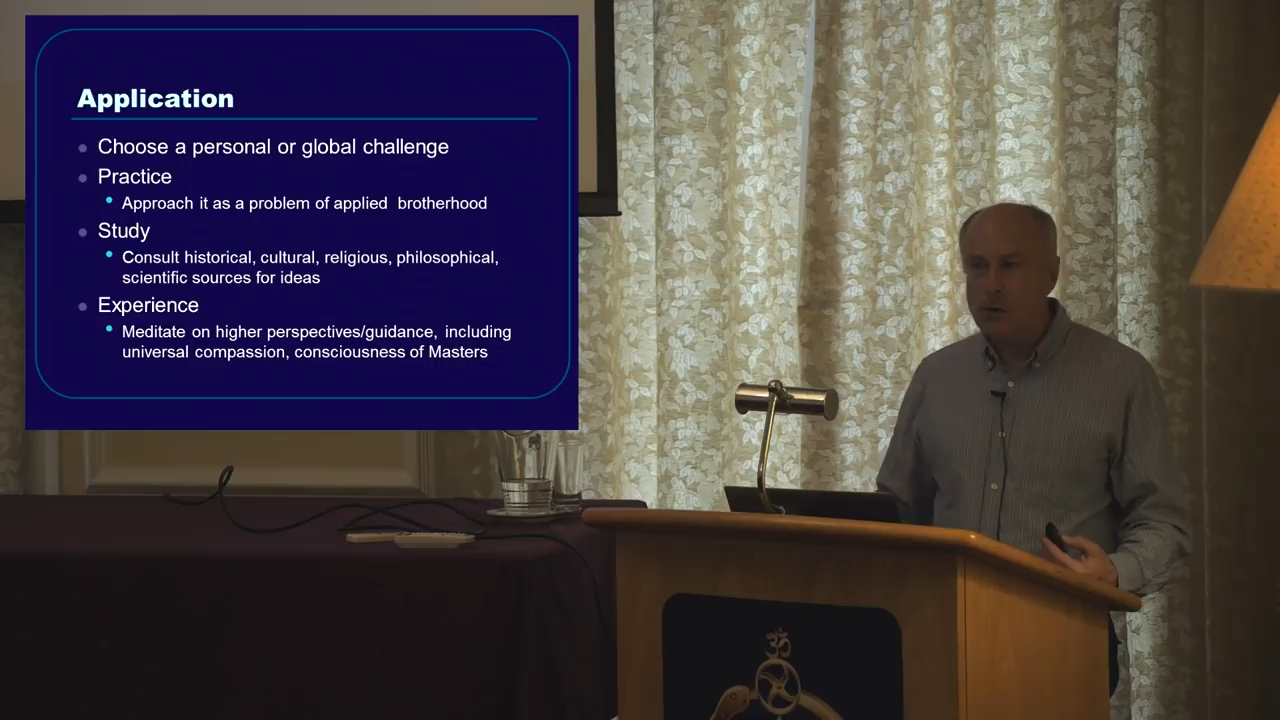 Application
Choose a personal or global challenge
Practice
Approach it as a problem of applied  brotherhood
Study
Consult historical, cultural, religious, philosophical,
scientific sources for ideas
Experience
Meditate on higher perspectives/guidance, including
universal compassion, consciousness of Masters
ॐ